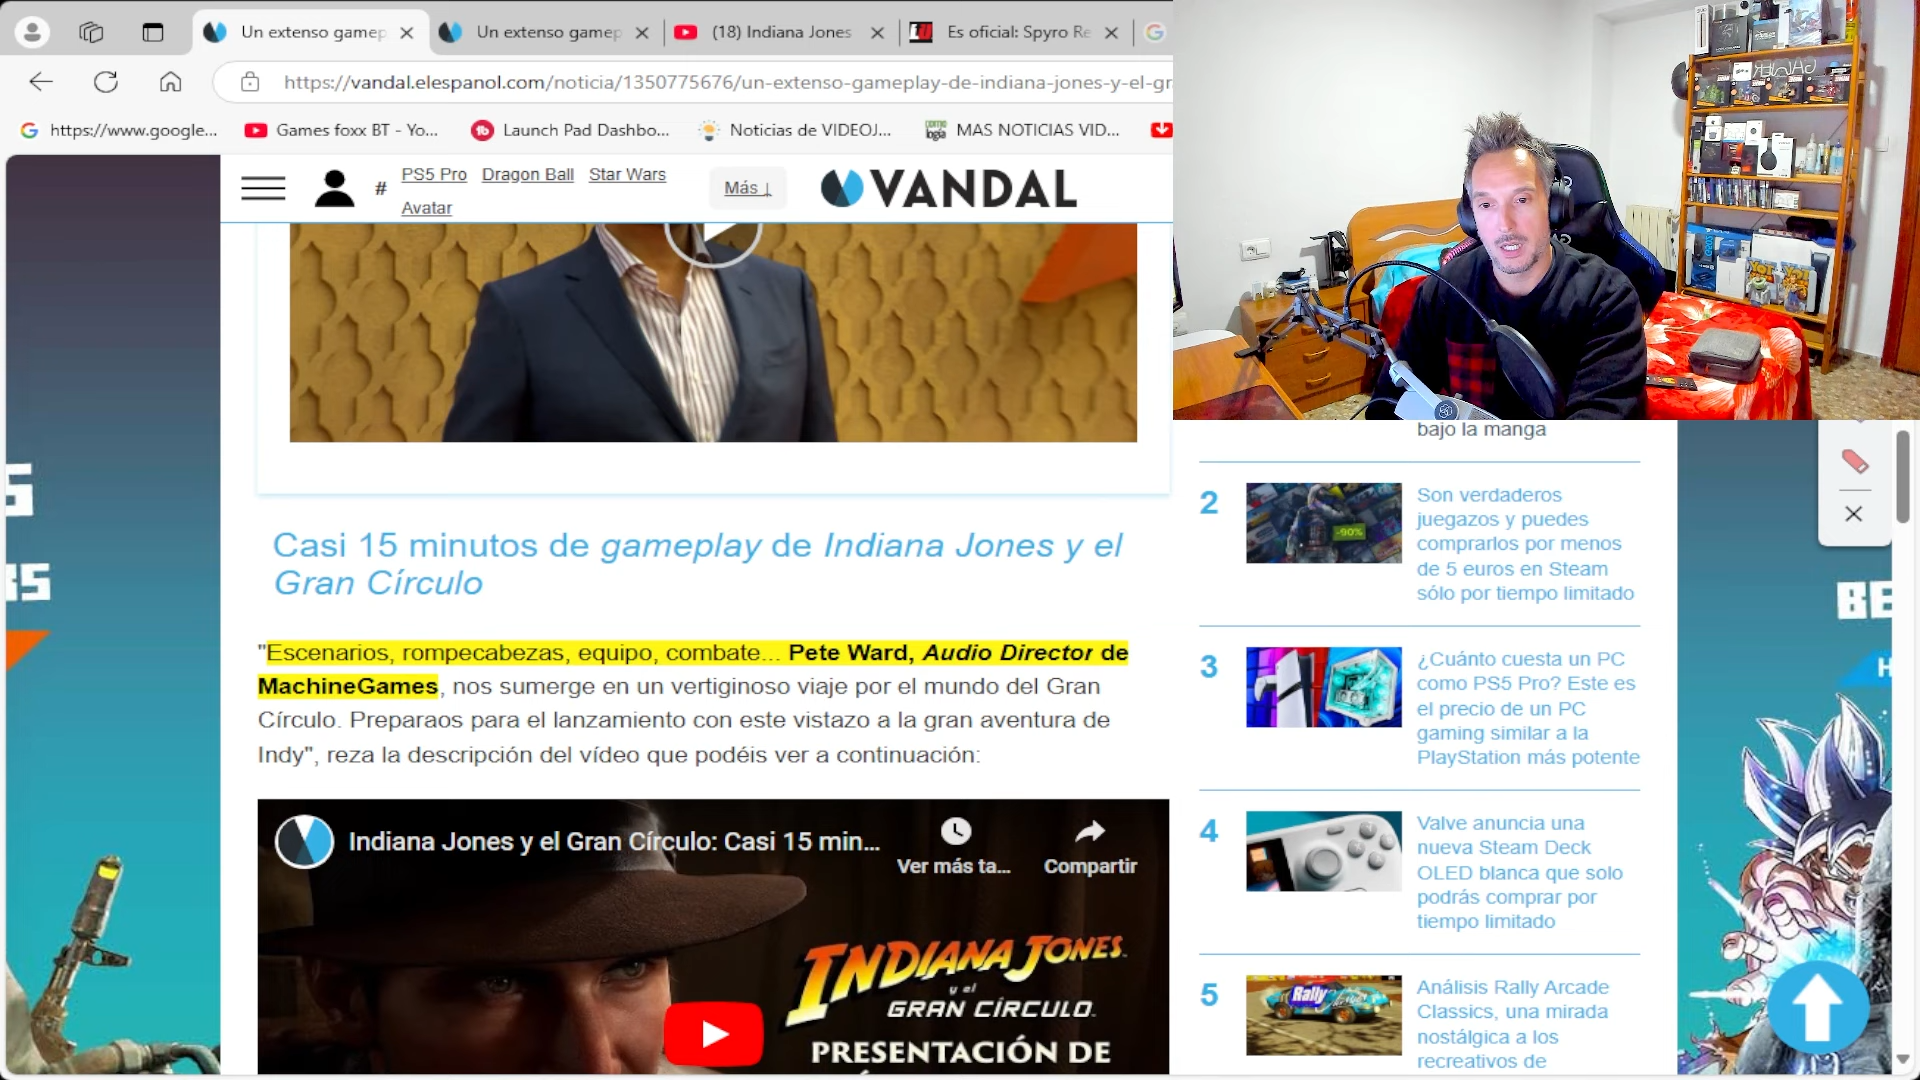 Un extenso gamep
Un extenso gamep
(18) Indiana Jones
Es oficial: Spyro Re
https://vandal.elespanol.com/noticia/1350775676/un-extenso-gameplay-de-indiana-jones-y-el-gr
https://www.google...
Games foxx BT - Yo...
Launch Pad Dashbo...
Noticias de VIDEOJ...
MAS NOTICIAS VID...
#
PS5 Pro
Dragon Ball
Star Wars
Avatar
Más ↓
VANDAL
Casi 15 minutos de gameplay de Indiana Jones y el
Gran Círculo
"Escenarios, rompecabezas, equipo, combate... Pete Ward, Audio Director de
MachineGames, nos sumerge en un vertiginoso viaje por el mundo del Gran
Círculo. Preparaos para el lanzamiento con este vistazo a la gran aventura de
Indy", reza la descripción del vídeo que podéis ver a continuación:
Indiana Jones y el Gran Círculo: Casi 15 min...
Ver más ta...
Compartir
INDIANA JONES
y el
GRAN CÍRCULO
PRESENTACIÓN DE
bajo la manga
2
-90%
Son verdaderos
juegazos y puedes
comprarlos por menos
de 5 euros en Steam
sólo por tiempo limitado
3
¿Cuánto cuesta un PC
como PS5 Pro? Este es
el precio de un PC
gaming similar a la
PlayStation más potente
4
Valve anuncia una
nueva Steam Deck
OLED blanca que solo
podrás comprar por
tiempo limitado
5
Rally
Análisis Rally Arcade
Classics, una mirada
nostálgica a los
recreativos de
BE
H